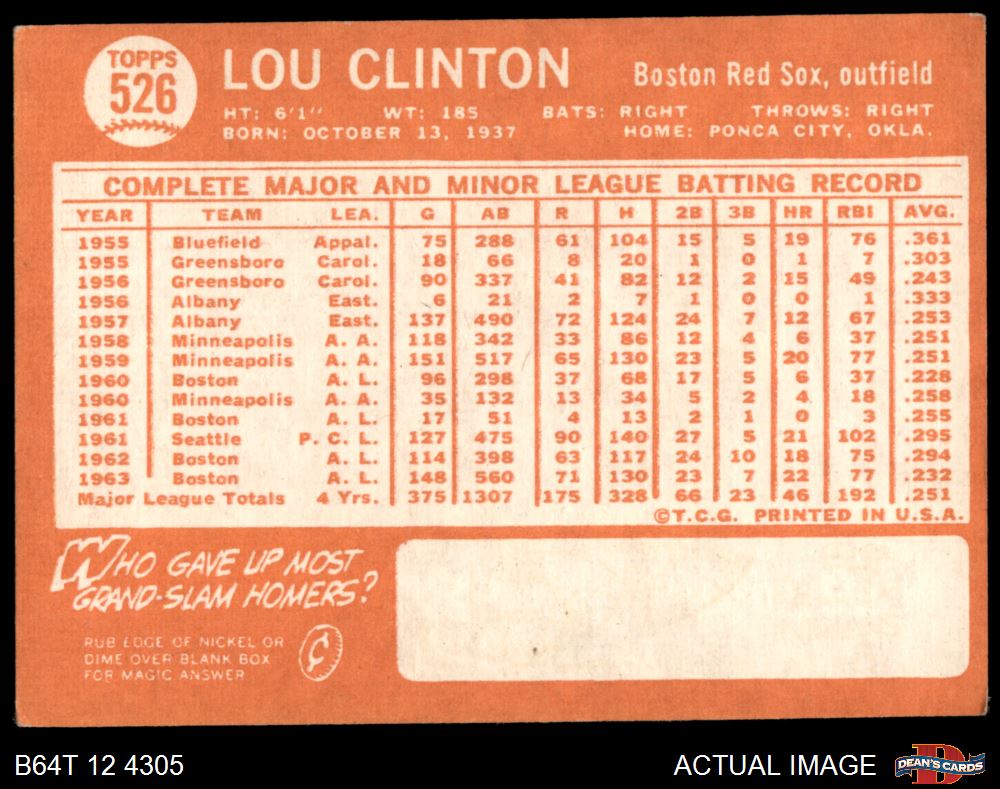 TOPPS
526
LOU CLINTON
Boston Red Sox, outfield
HT: 6'1" WT: 185 BATS: RIGHT THROWS: RIGHT
BORN: OCTOBER 13, 1937 HOME: PONCA CITY, OKLA.
COMPLETE MAJOR AND MINOR LEAGUE BATTING RECORD
YEAR TEAM LEA. G AB R H 2B 3B HR RBI AVG.
1955 Bluefield Appal. 75 288 61 104 15 5 19 76 .361
1955 Greensboro Carol. 18 66 8 20 1 0 1 7 .303
1956 Greensboro Carol. 90 337 41 82 12 2 15 49 .243
1956 Albany East. 6 21 2 7 1 0 0 1 .333
1957 Albany East. 137 490 72 124 24 7 12 67 .253
1958 Minneapolis A. A. 118 342 33 86 12 4 6 37 .251
1959 Minneapolis A. A. 151 517 65 130 23 5 20 77 .251
1960 Boston A. L. 96 298 37 68 17 5 6 37 .228
1960 Minneapolis A. A. 35 132 13 34 5 2 4 18 .258
1961 Boston A. L. 17 51 4 13 2 1 0 3 .255
1961 Seattle P. C. L. 127 475 90 140 27 5 21 102 .295
1962 Boston A. L. 114 398 63 117 24 10 18 75 .294
1963 Boston A. L. 148 560 71 130 23 7 22 77 .232
Major League Totals 4 Yrs. 375 1307 175 328 66 23 46 192 .251
©T.C.G. PRINTED IN U.S.A.
WHO GAVE UP MOST
GRAND-SLAM HOMERS?
RUB EDGE OF NICKEL OR
DIME OVER BLANK BOX
FOR MAGIC ANSWER
¢
B64T 12 4305
ACTUAL IMAGE
D
DEAN'S CARDS